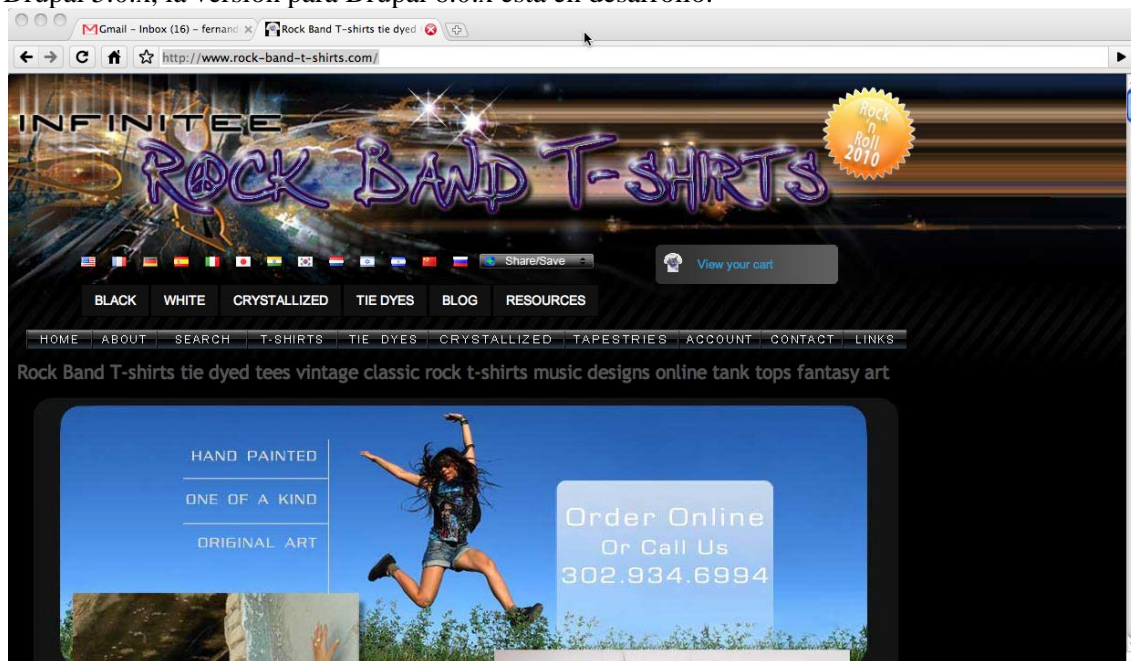 Drupal 5.0.x, la versión para Drupal 6.0.x está en desarrollo.
Gmail – Inbox (16) – fernand
Rock Band T-shirts tie dyed
http://www.rock-band-t-shirts.com/
INFINITEE
ROCK BAND T-SHIRTS
Rock
'n
Roll
2010
Share/Save
View your cart
BLACK WHITE CRYSTALLIZED TIE DYES BLOG RESOURCES
HOME ABOUT SEARCH T-SHIRTS TIE DYES CRYSTALLIZED TAPESTRIES ACCOUNT CONTACT LINKS
Rock Band T-shirts tie dyed tees vintage classic rock t-shirts music designs online tank tops fantasy art
HAND PAINTED
ONE OF A KIND
ORIGINAL ART
Order Online
Or Call Us
302.934.6994